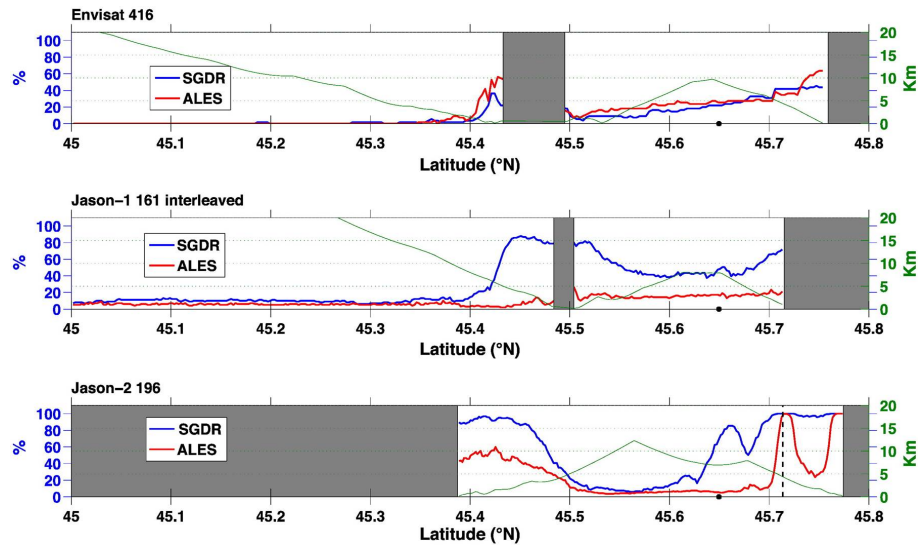 Envisat 416
100
80
60
40
20
0
%
SGDR
ALES
20
15
10
5
0
Km
45 45.1 45.2 45.3 45.4 45.5 45.6 45.7 45.8
Latitude (°N)
Jason−1 161 interleaved
100
80
60
40
20
0
%
SGDR
ALES
20
15
10
5
0
Km
45 45.1 45.2 45.3 45.4 45.5 45.6 45.7 45.8
Latitude (°N)
Jason−2 196
100
80
60
40
20
0
%
SGDR
ALES
20
15
10
5
0
Km
45 45.1 45.2 45.3 45.4 45.5 45.6 45.7 45.8
Latitude (°N)